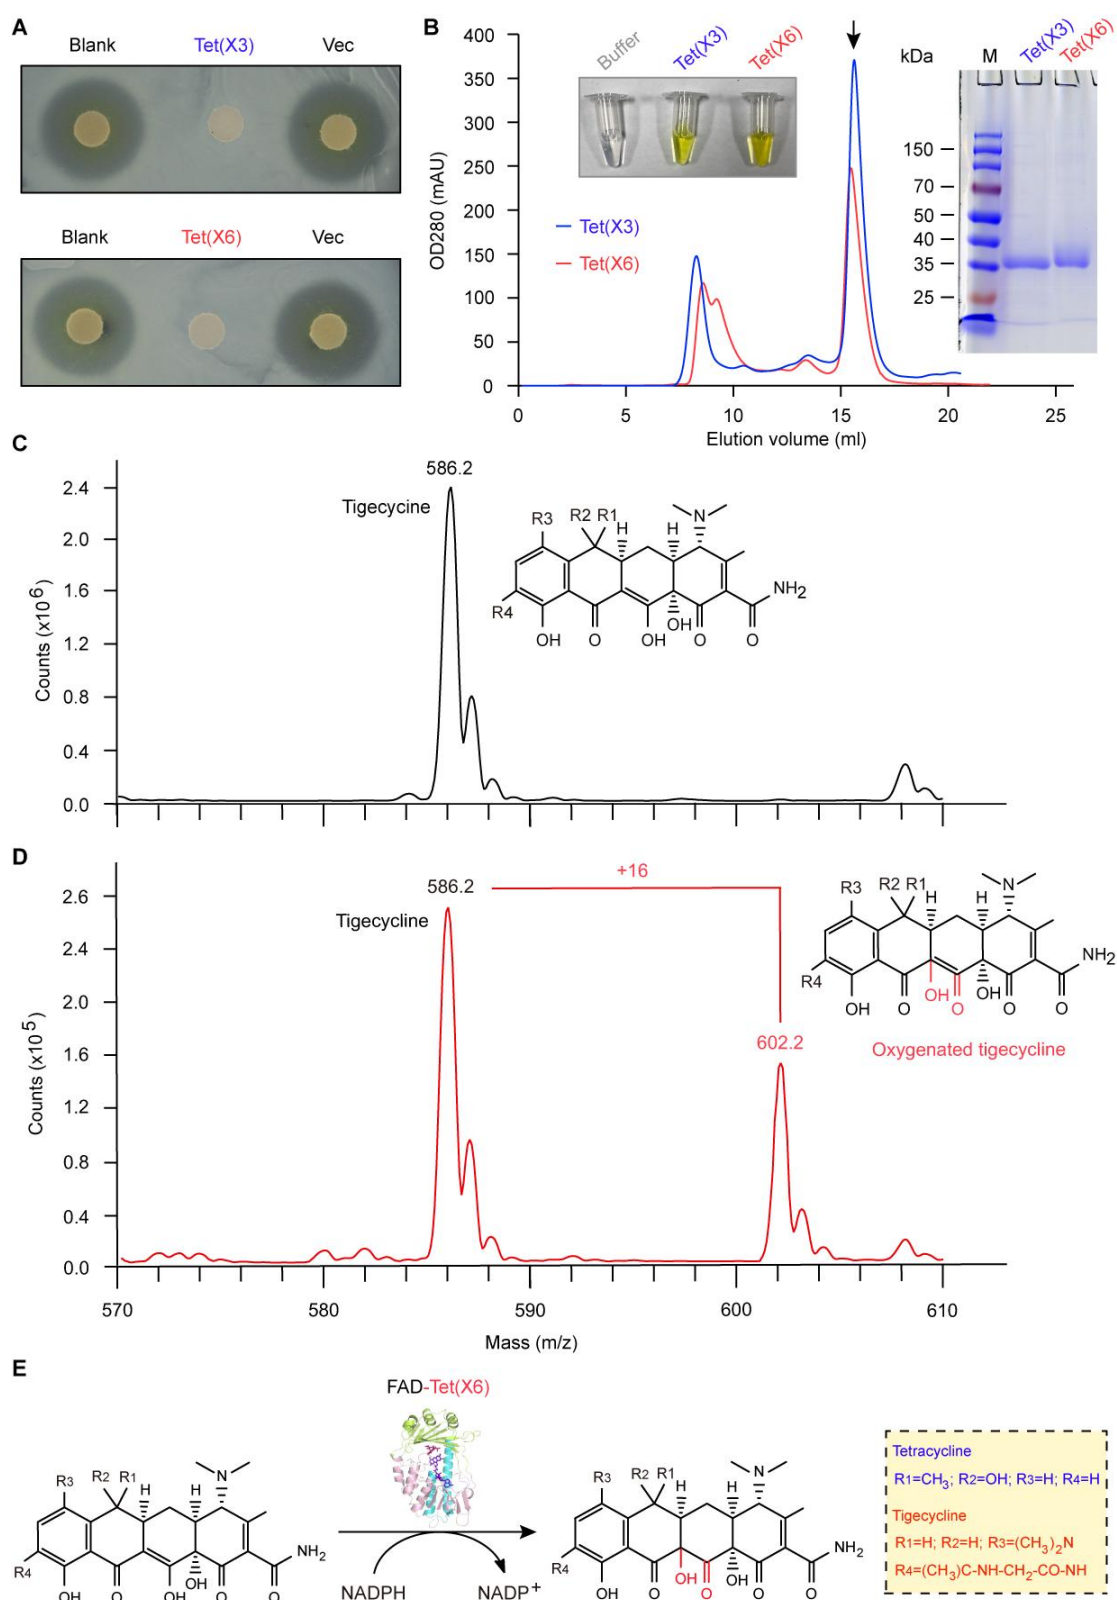 A
Blank Tet(X3) Vec
Blank Tet(X6) Vec
B
OD280 (mAU)
400
350
300
250
200
150
100
50
0
0 5 10 15 20 25
Elution volume (ml)
Buffer Tet(X3) Tet(X6)
Tet(X3)
Tet(X6)
kDa M Tet(X3) Tet(X6)
150
70
50
40
35
25
C
Counts (x10^6)
2.4
2.0
1.6
1.2
0.8
0.4
0.0
586.2
Tigecycine
R3 R2 R1 H H N
R4 NH2
OH O OH OH O O
D
Counts (x10^5)
2.6
2.4
2.0
1.6
1.2
0.8
0.4
0.0
586.2
+16
Tigecycline
602.2
R3 R2 R1 H H N
R4 NH2
OH O OH O OH O O
Oxygenated tigecycline
570 580 590 600 610
Mass (m/z)
E
FAD-Tet(X6)
R3 R2 R1 H H N
R4 NH2
OH O OH OH O O
NADPH NADP+
R3 R2 R1 H H N
R4 NH2
OH O OH O OH O O
Tetracycline
R1=CH3; R2=OH; R3=H; R4=H
Tigecycline
R1=H; R2=H; R3=(CH3)2N
R4=(CH3)C-NH-CH2-CO-NH